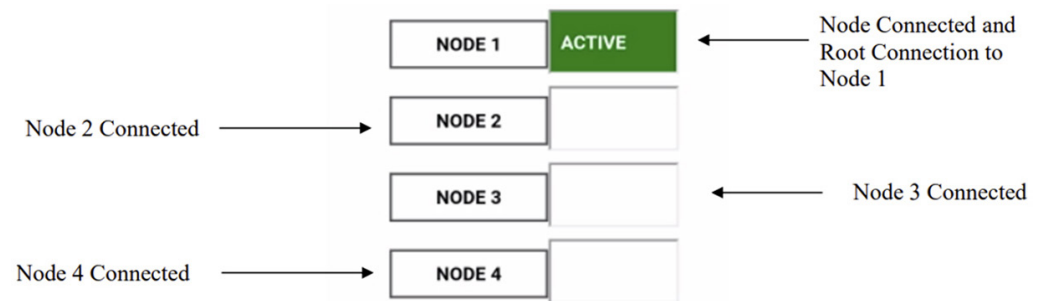 NODE 1 ACTIVE
Node Connected and
Root Connection to
Node 1
Node 2 Connected
NODE 2
NODE 3
Node 3 Connected
Node 4 Connected
NODE 4